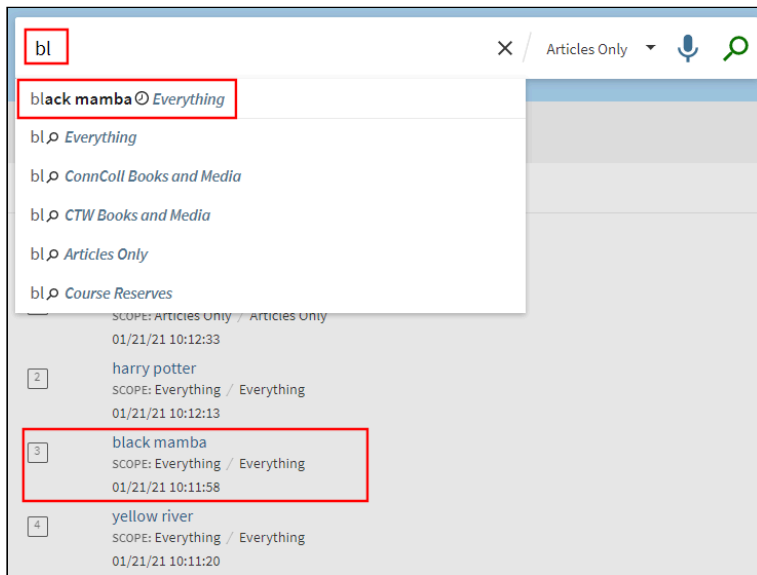 bl
Articles Only
black mamba Everything
bl Everything
bl ConnColl Books and Media
bl CTW Books and Media
bl Articles Only
bl Course Reserves
SCOPE: Articles Only / Articles Only
01/21/21 10:12:33
2
harry potter
SCOPE: Everything / Everything
01/21/21 10:12:13
3
black mamba
SCOPE: Everything / Everything
01/21/21 10:11:58
4
yellow river
SCOPE: Everything / Everything
01/21/21 10:11:20